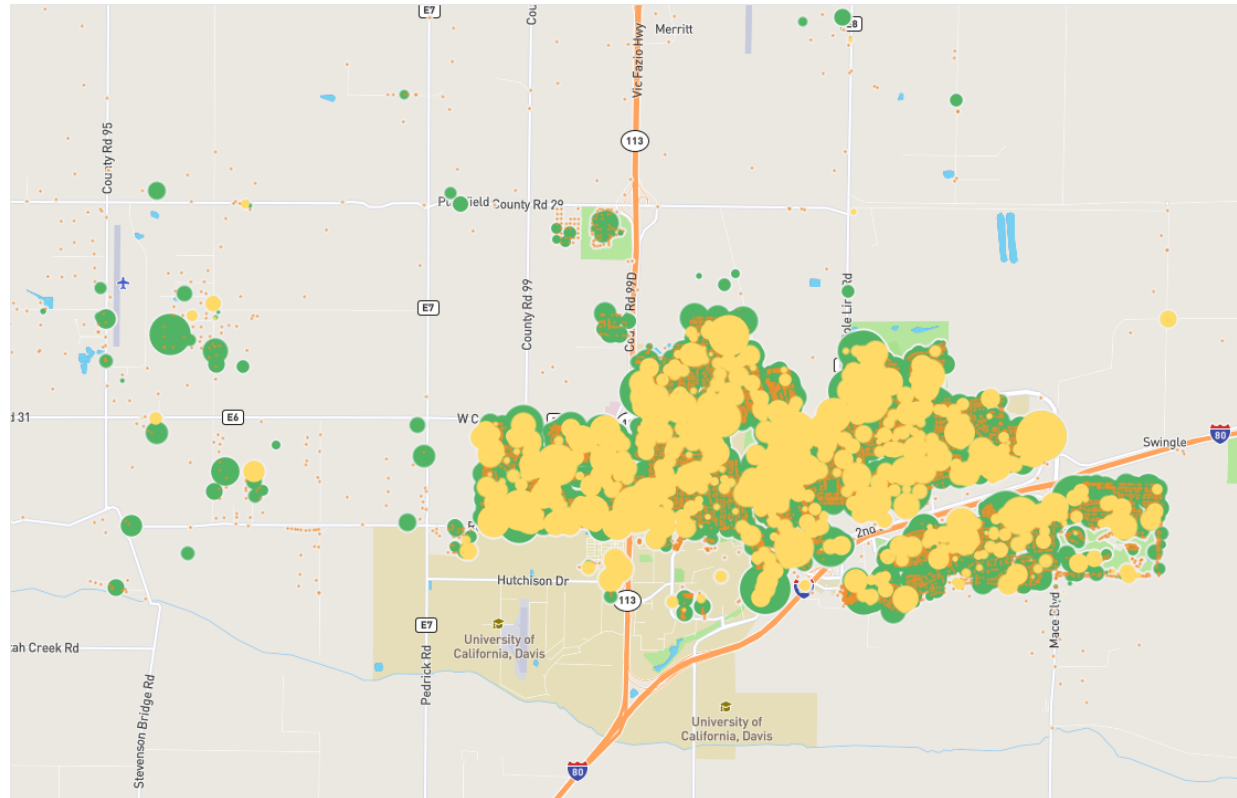 E7
E8
Merritt
Vic Fazio Hwy
113
County Rd 95
County Rd 29
E7
County Rd 99
d 31
E6
W C
Swingle
80
2nd
Hutchison Dr
113
E7
University of
California, Davis
Mace Blvd
tah Creek Rd
Pedrick Rd
Stevenson Bridge Rd
University of
California, Davis
80